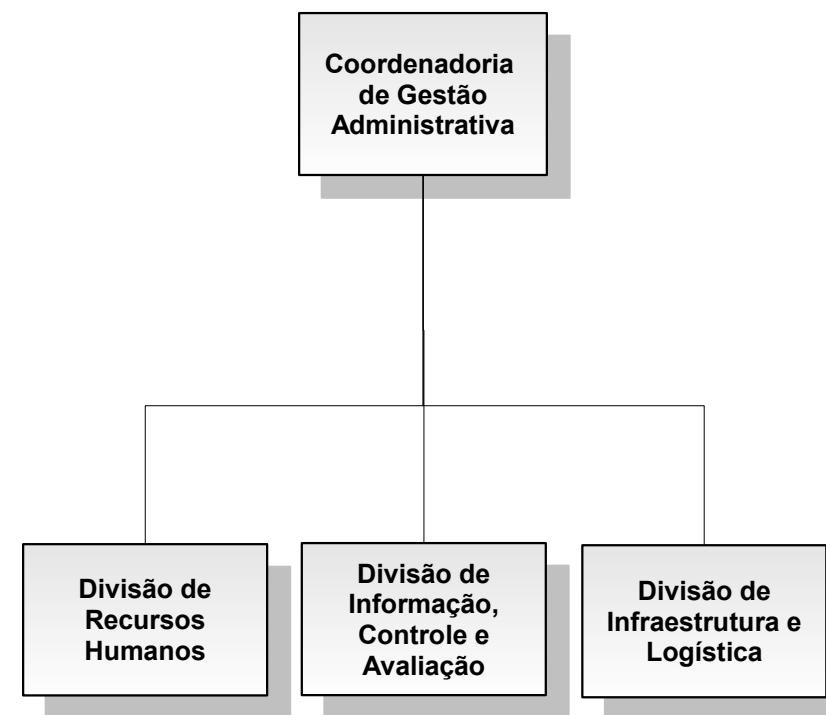 Coordenadoria
de Gestão
Administrativa
Divisão de
Recursos
Humanos
Divisão de
Informação,
Controle e
Avaliação
Divisão de
Infraestrutura e
Logística